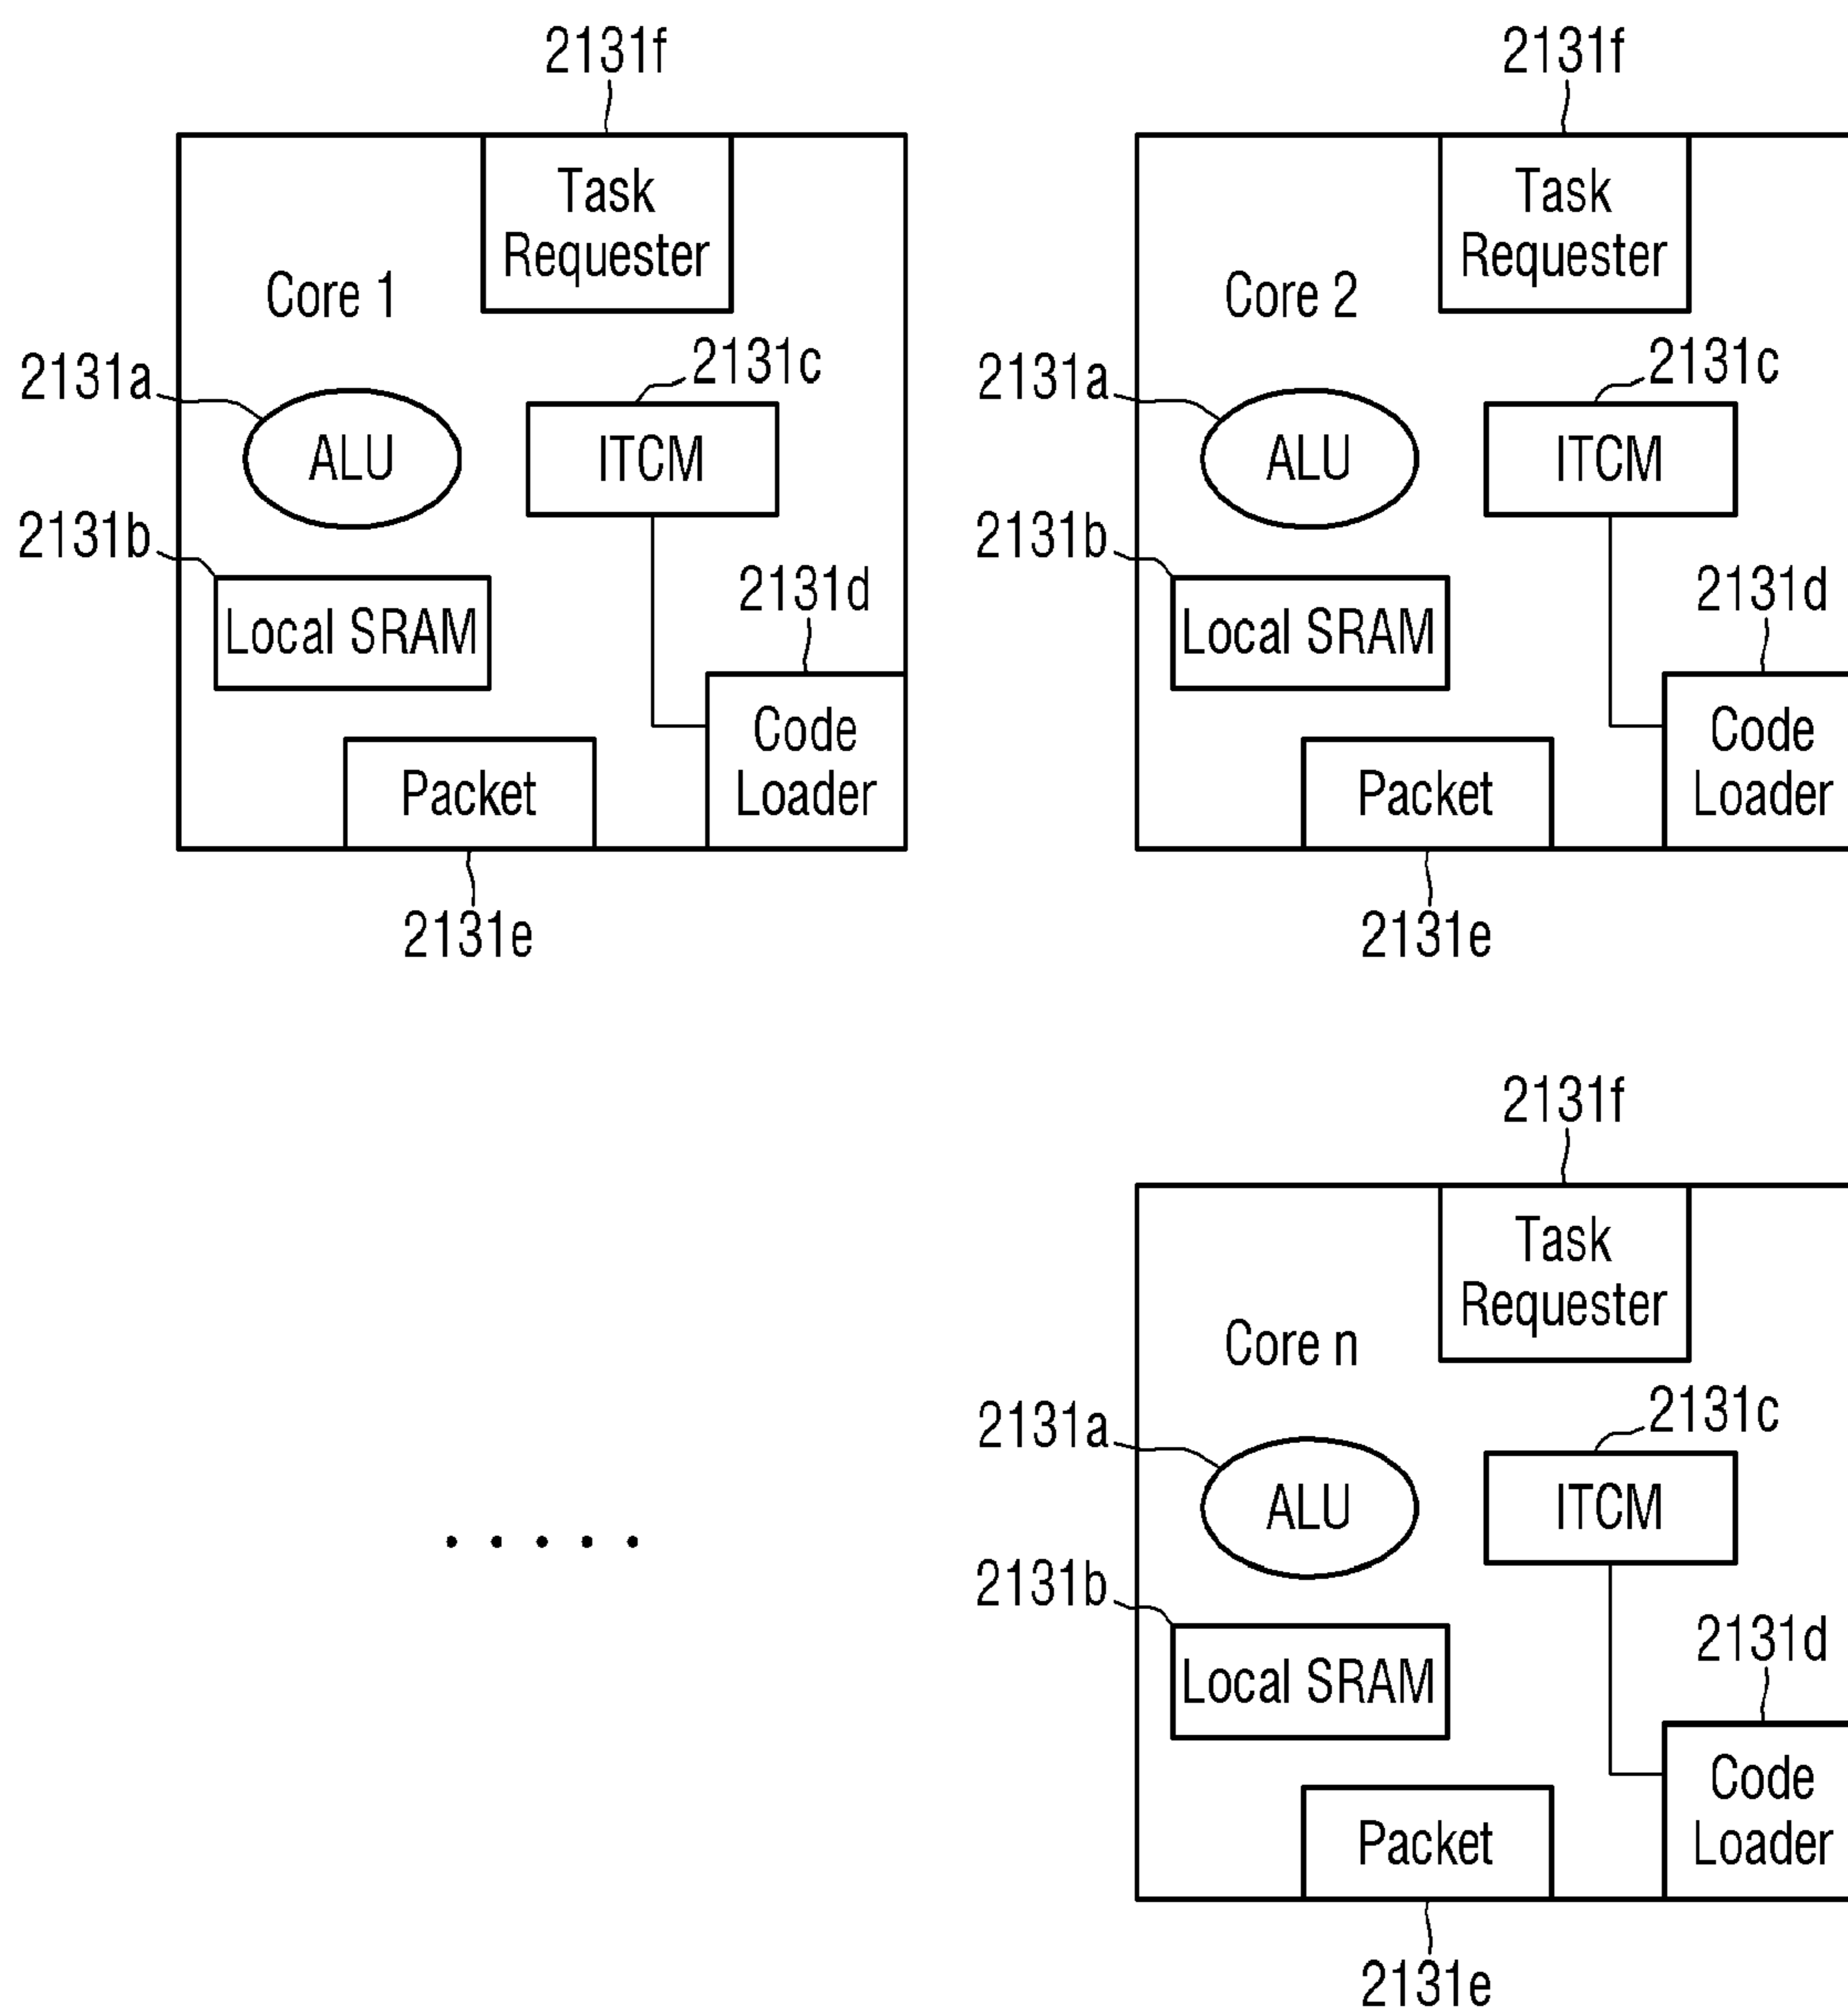 2131f
Task
Requester
Core 1
2131c
2131a
ALU
ITCM
2131b
2131d
Local SRAM
Code
Loader
Packet
2131e
2131f
Task
Requester
Core 2
2131c
2131a
ALU
ITCM
2131b
2131d
Local SRAM
Code
Loader
Packet
2131e
.....
2131f
Task
Requester
Core n
2131c
2131a
ALU
ITCM
2131b
2131d
Local SRAM
Code
Loader
Packet
2131e